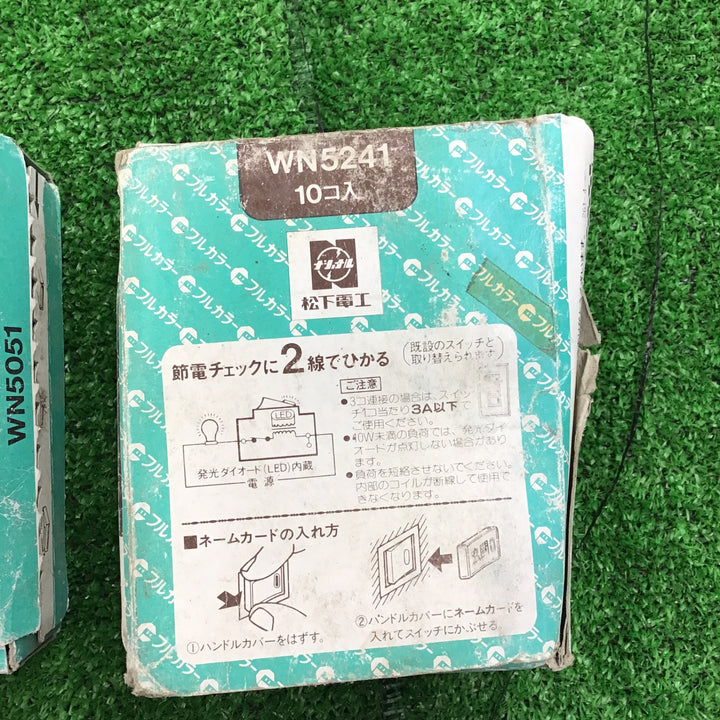 WN5241
10コ入
ナショナル
松下電工
フルカラー
節電チェックに2線でひかる
(既設のスイッチと
取り替えられます)
ご注意
●3コ連接の場合は、スイッ
チ1コ当たり3A以下で
ご使用ください。
●40W未満の負荷では、発光ダイ
オードが点灯しない場合があり
ます。
●負荷を短絡させないでください。
内部のコイルが断線して使用で
きなくなります。
LED
発光ダイオード(LED)内蔵
電源
■ネームカードの入れ方
①ハンドルカバーをはずす。
②ハンドルカバーにネームカードを
入れてスイッチにかぶせる。
WN5051